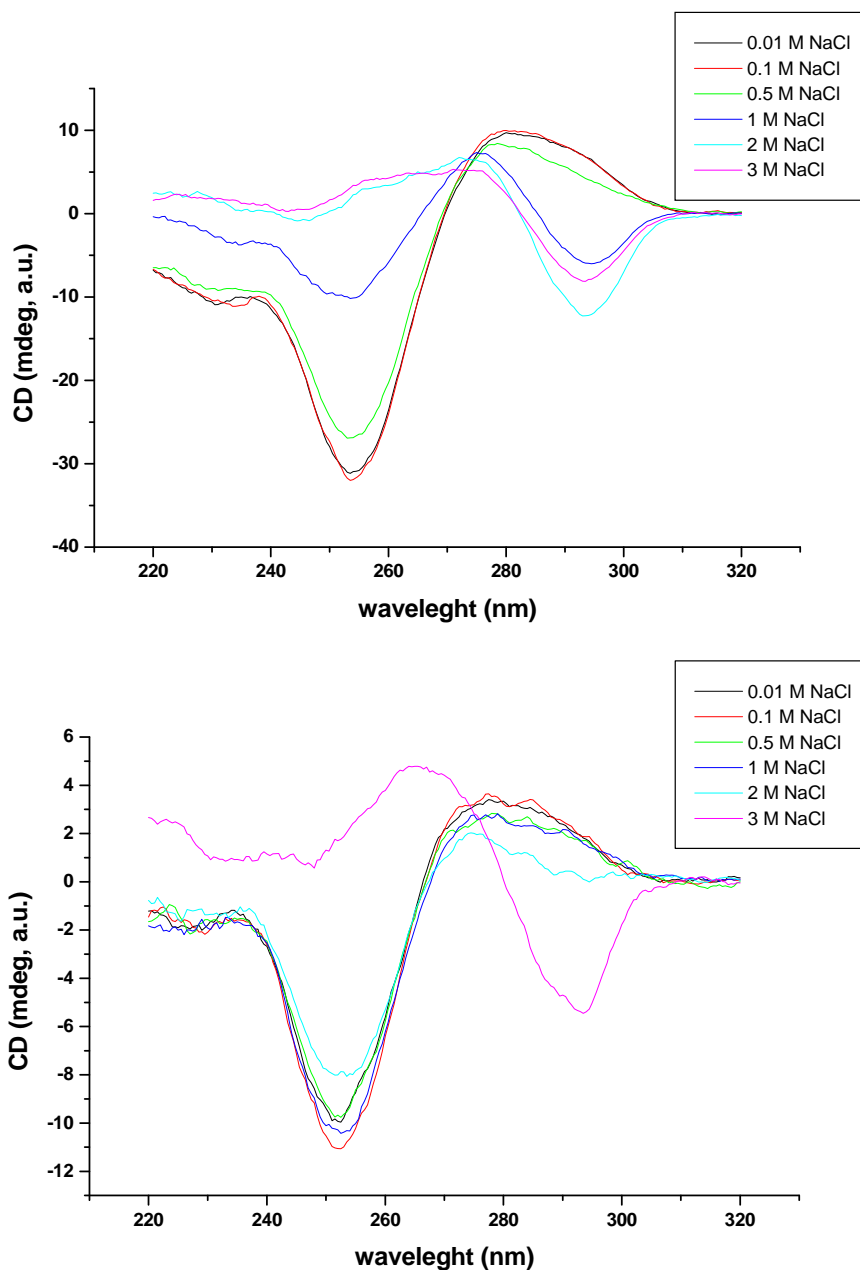 0.01 M NaCl
0.1 M NaCl
0.5 M NaCl
1 M NaCl
2 M NaCl
3 M NaCl
10
0
-10
-20
-30
-40
CD (mdeg, a.u.)
220 240 260 280 300 320
waveleght (nm)
0.01 M NaCl
0.1 M NaCl
0.5 M NaCl
1 M NaCl
2 M NaCl
3 M NaCl
6
4
2
0
-2
-4
-6
-8
-10
-12
CD (mdeg, a.u.)
220 240 260 280 300 320
waveleght (nm)